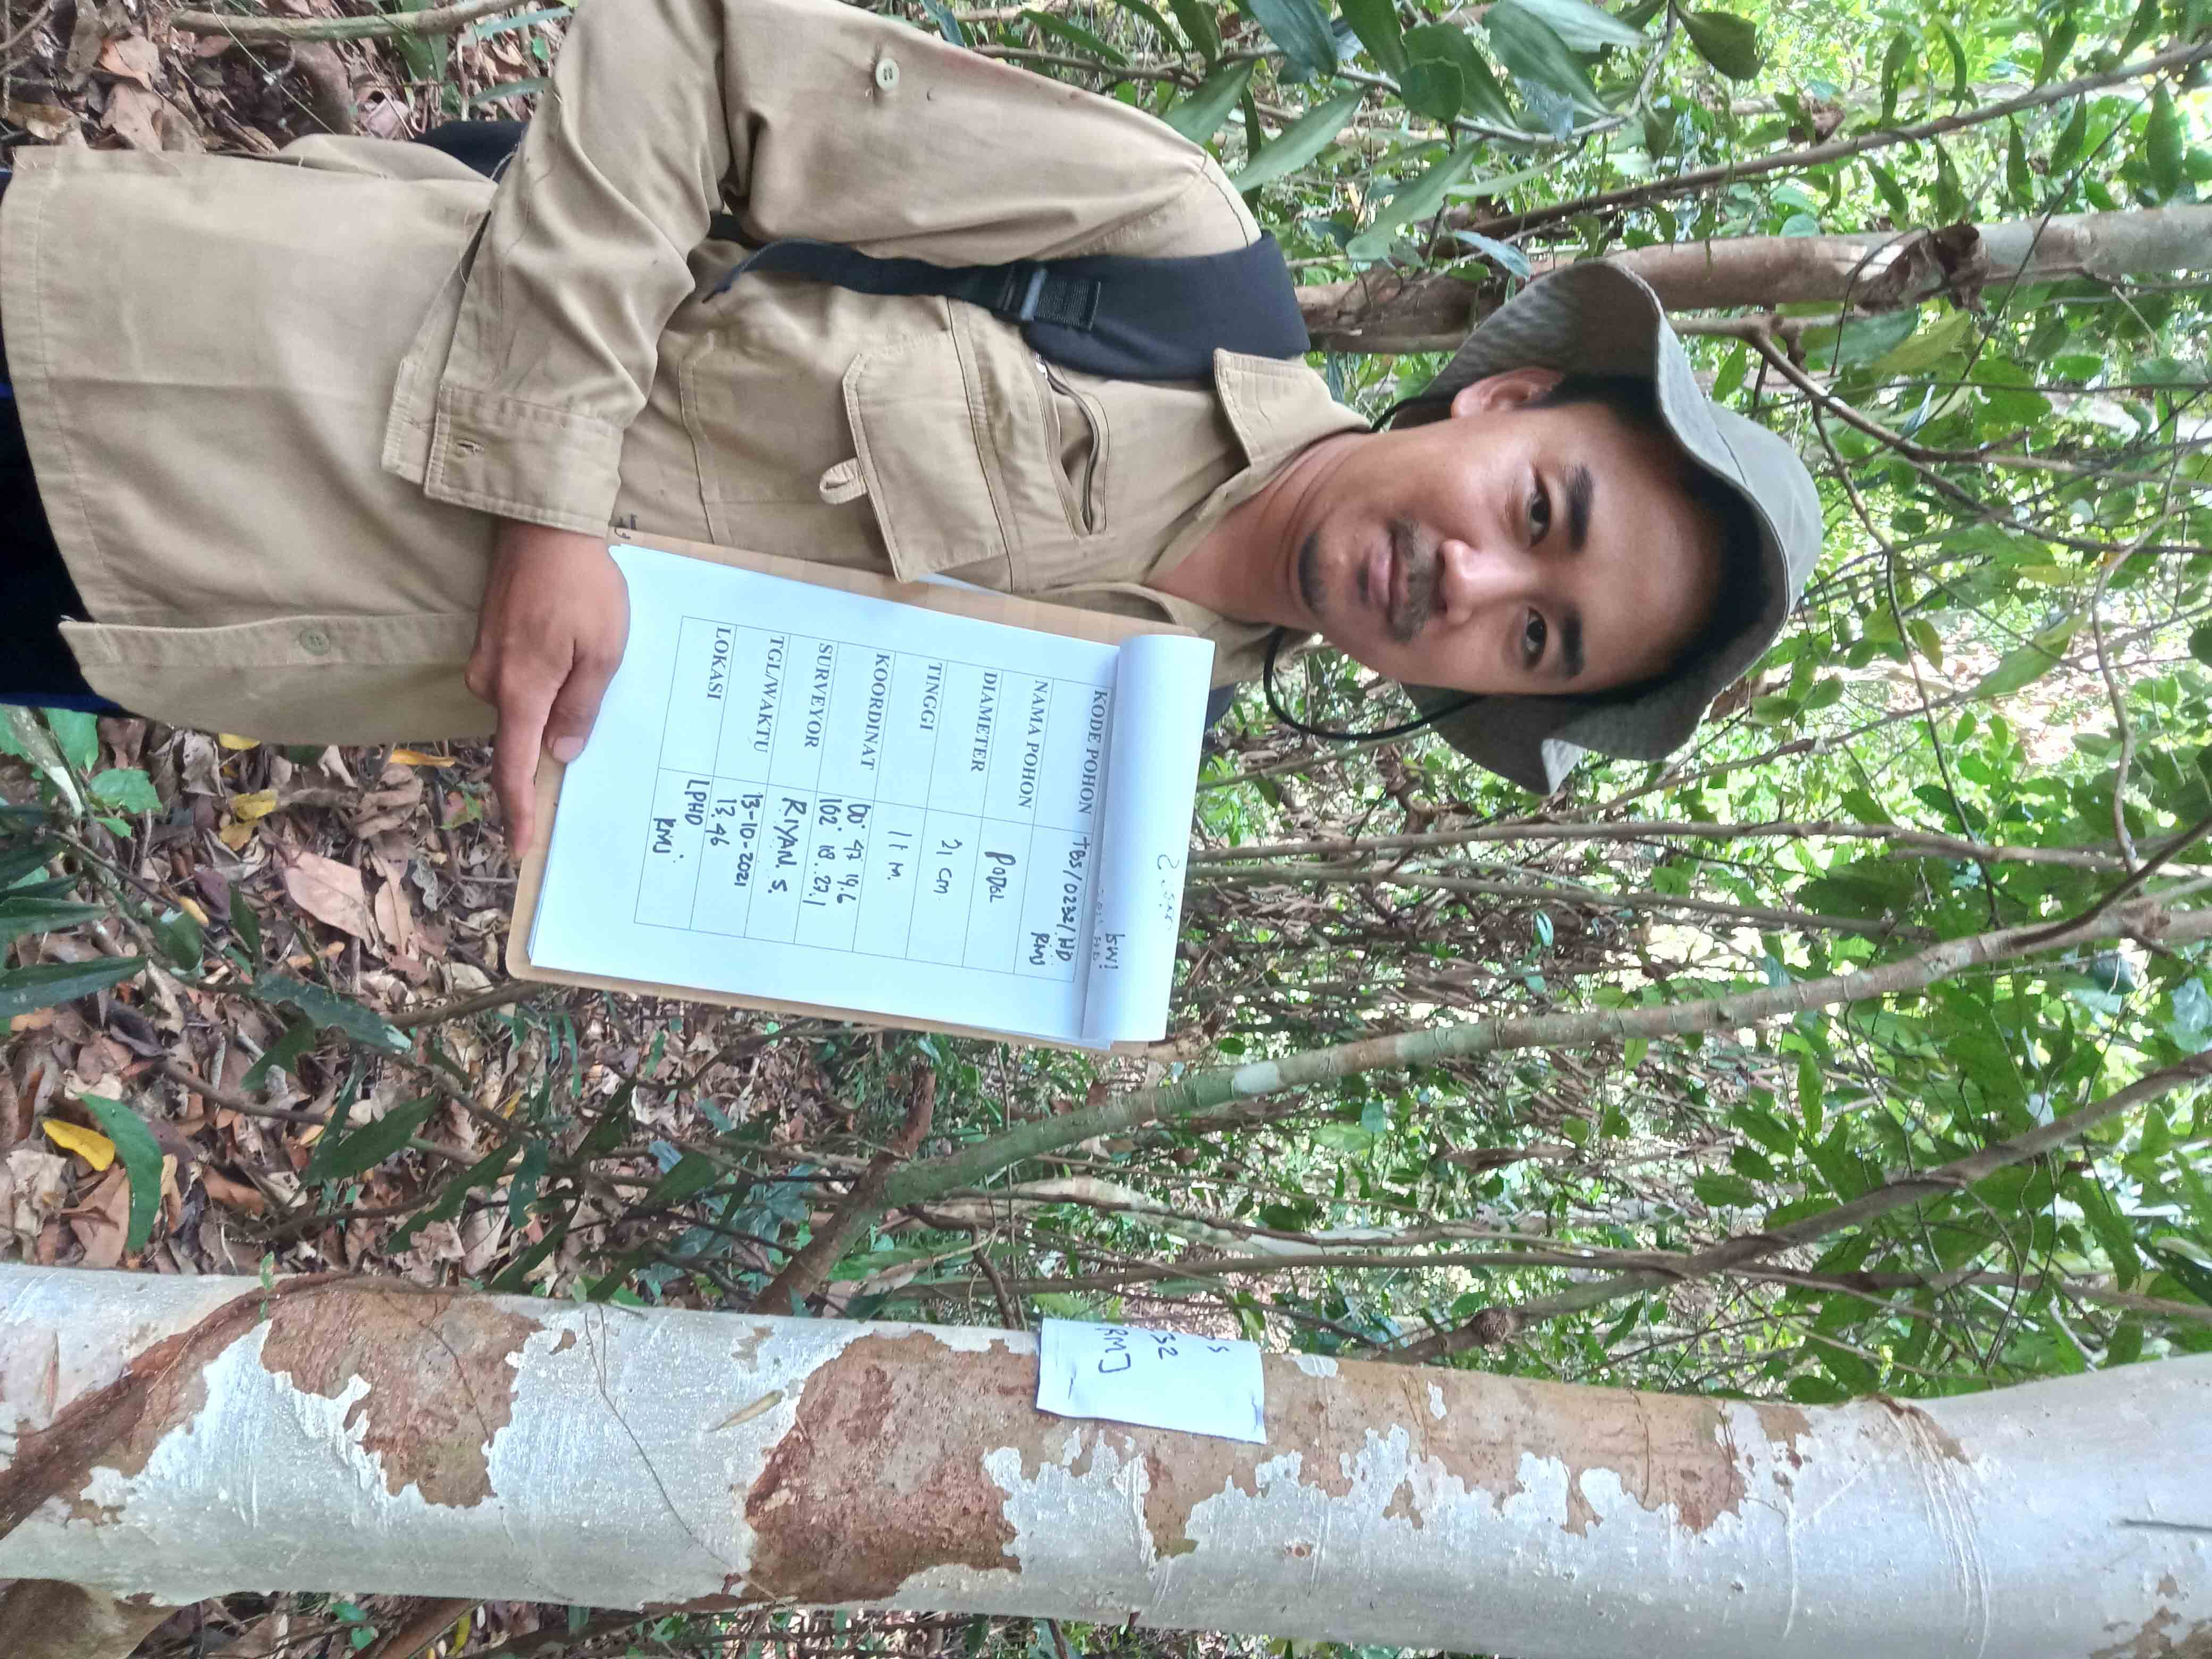 KODE POHON TBS/0232/HD
RMJ
NAMA POHON PODOL
DIAMETER 21 CM
TINGGI 11 M.
KOORDINAT 00° 47 19.6
102° 18. 27.1
SURVEYOR RIYAN. S.
TGL/WAKTU 13-10-2021
13.46
LOKASI LPHD
RMJ
S
32
RMJ